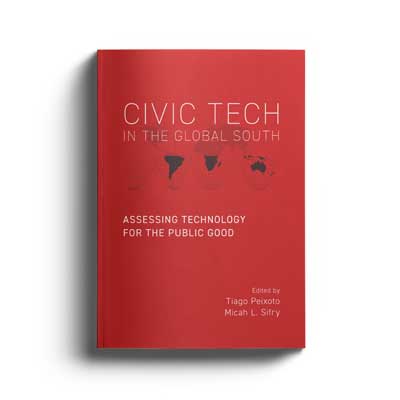 CIVIC TECH
IN THE GLOBAL SOUTH
ASSESSING TECHNOLOGY
FOR THE PUBLIC GOOD
Edited by
Tiago Peixoto
Micah L. Sifry